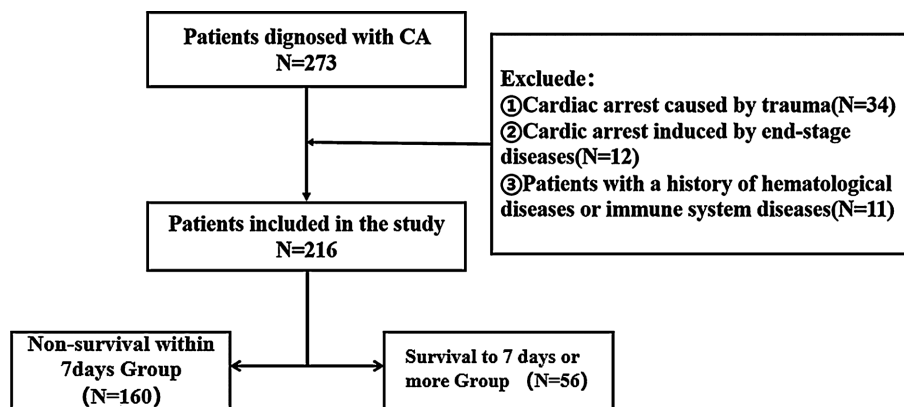 Patients dignosed with CA
N=273
Excluede：
①Cardiac arrest caused by trauma(N=34)
②Cardic arrest induced by end-stage
diseases(N=12)
③Patients with a history of hematological
diseases or immune system diseases(N=11)
Patients included in the study
N=216
Non-survival within
7days Group
（N=160）
Survival to 7 days or
more Group （N=56）